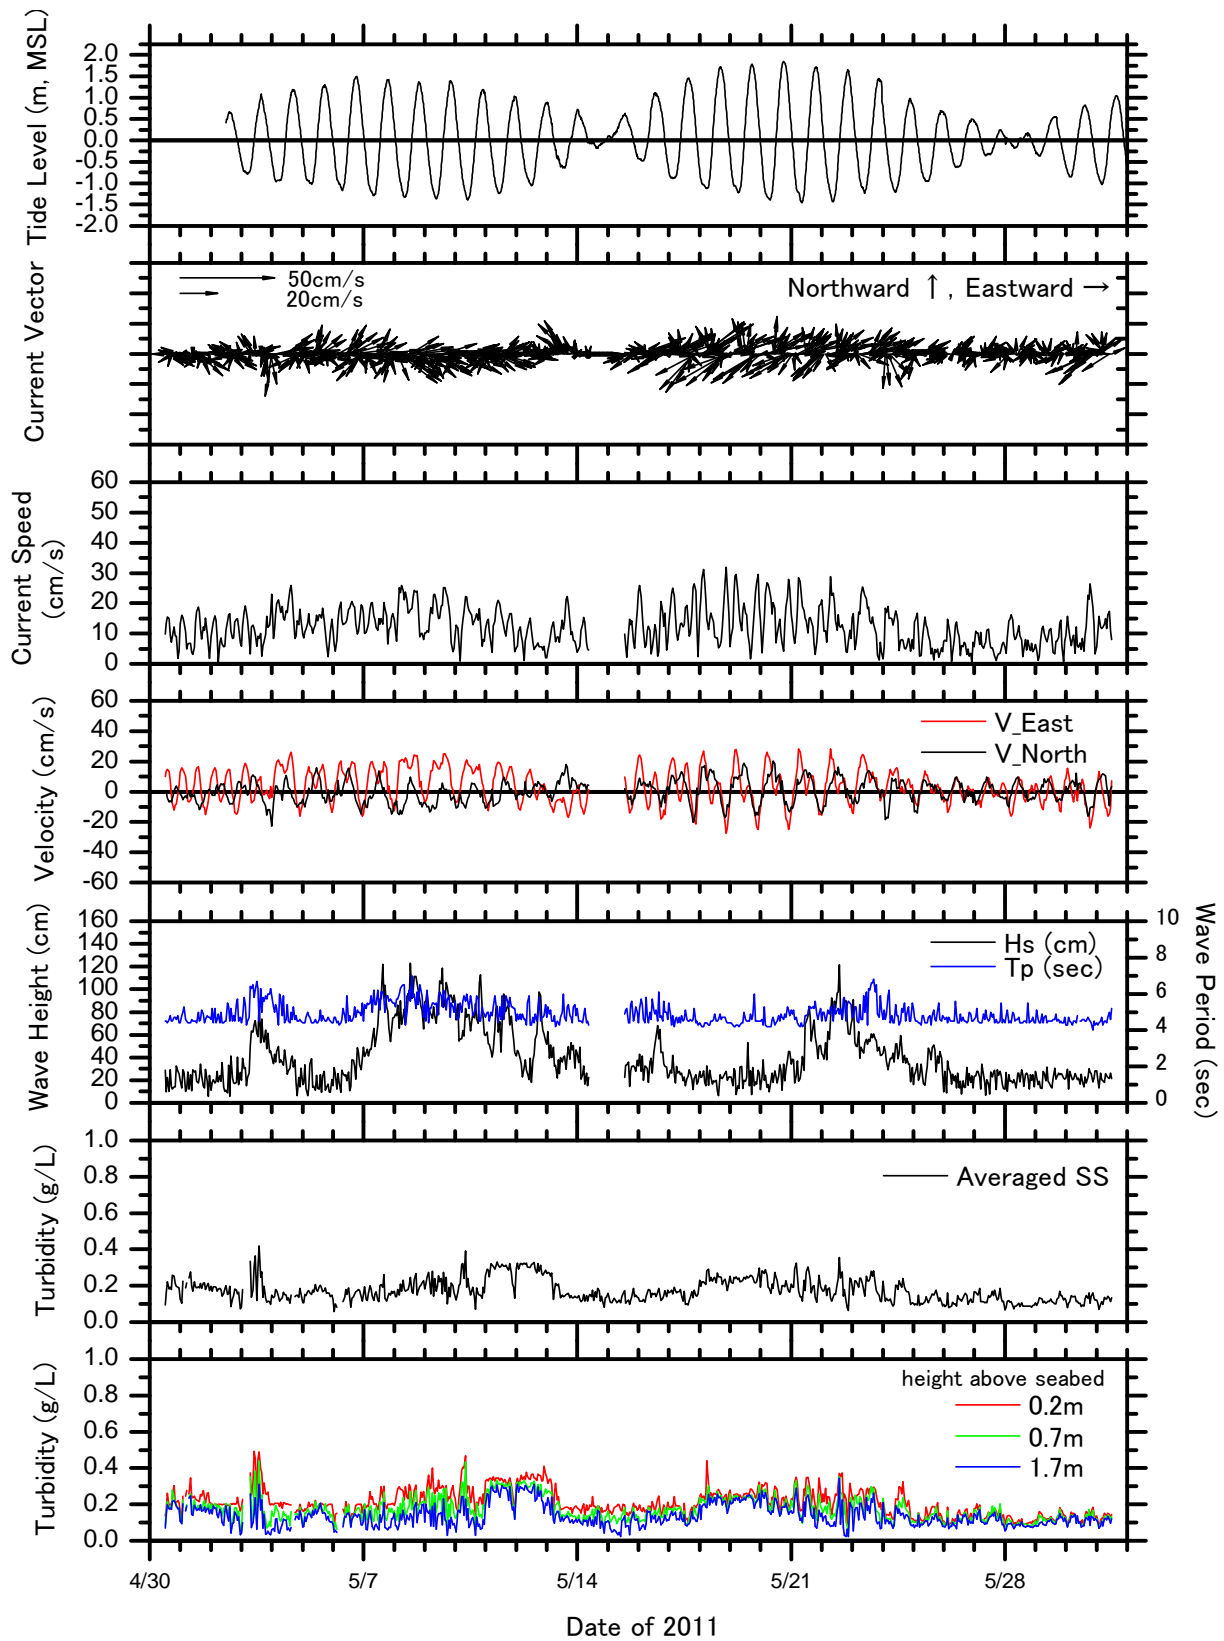 Tide Level (m, MSL)
2.0
1.5
1.0
0.5
0.0
-0.5
-1.0
-1.5
-2.0
Current Vector
50cm/s
20cm/s
Northward ↑ , Eastward →
Current Speed
(cm/s)
60
50
40
30
20
10
0
Velocity (cm/s)
60
40
20
0
-20
-40
-60
V_East
V_North
Wave Height (cm)
160
140
120
100
80
60
40
20
0
Hs (cm)
Tp (sec)
10
8
6
4
2
0
Wave Period (sec)
Turbidity (g/L)
1.0
0.8
0.6
0.4
0.2
0.0
Averaged SS
Turbidity (g/L)
1.0
0.8
0.6
0.4
0.2
0.0
height above seabed
0.2m
0.7m
1.7m
4/30
5/7
5/14
5/21
5/28
Date of 2011